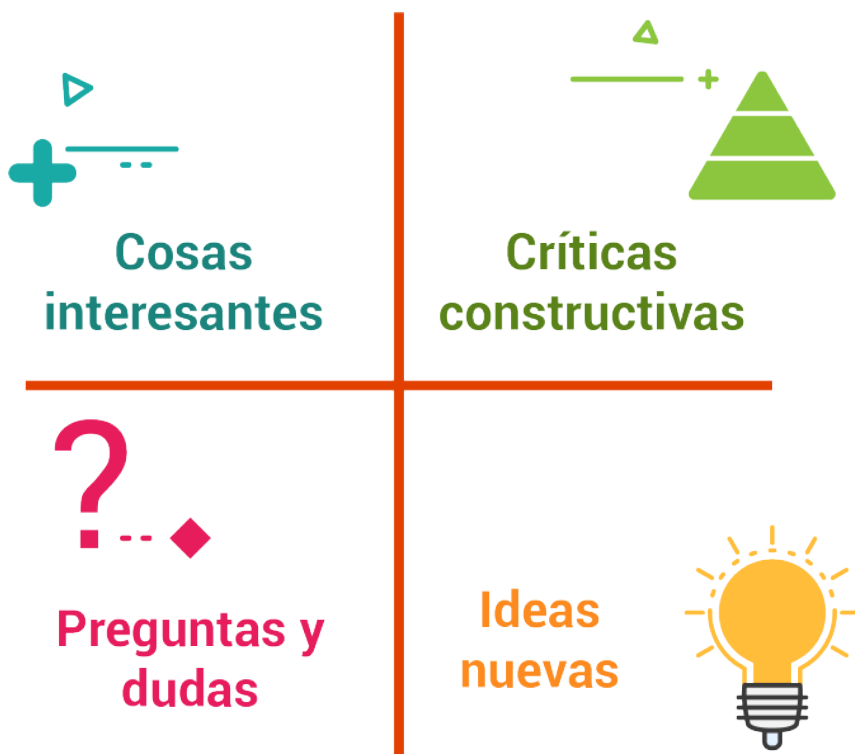 Cosas
interesantes
Críticas
constructivas
?
Preguntas y
dudas
Ideas
nuevas